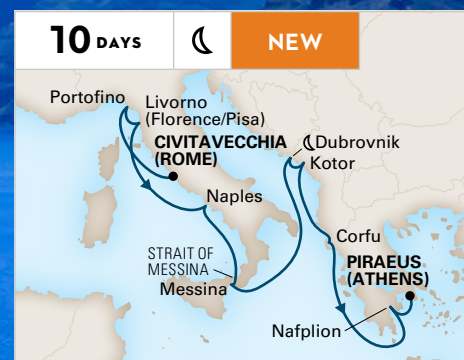 10 DAYS
NEW
Portofino
Livorno
(Florence/Pisa)
CIVITAVECCHIA
(ROME)
Dubrovnik
Kotor
Naples
STRAIT OF
MESSINA
Messina
Corfu
PIRAEUS
(ATHENS)
Nafplion